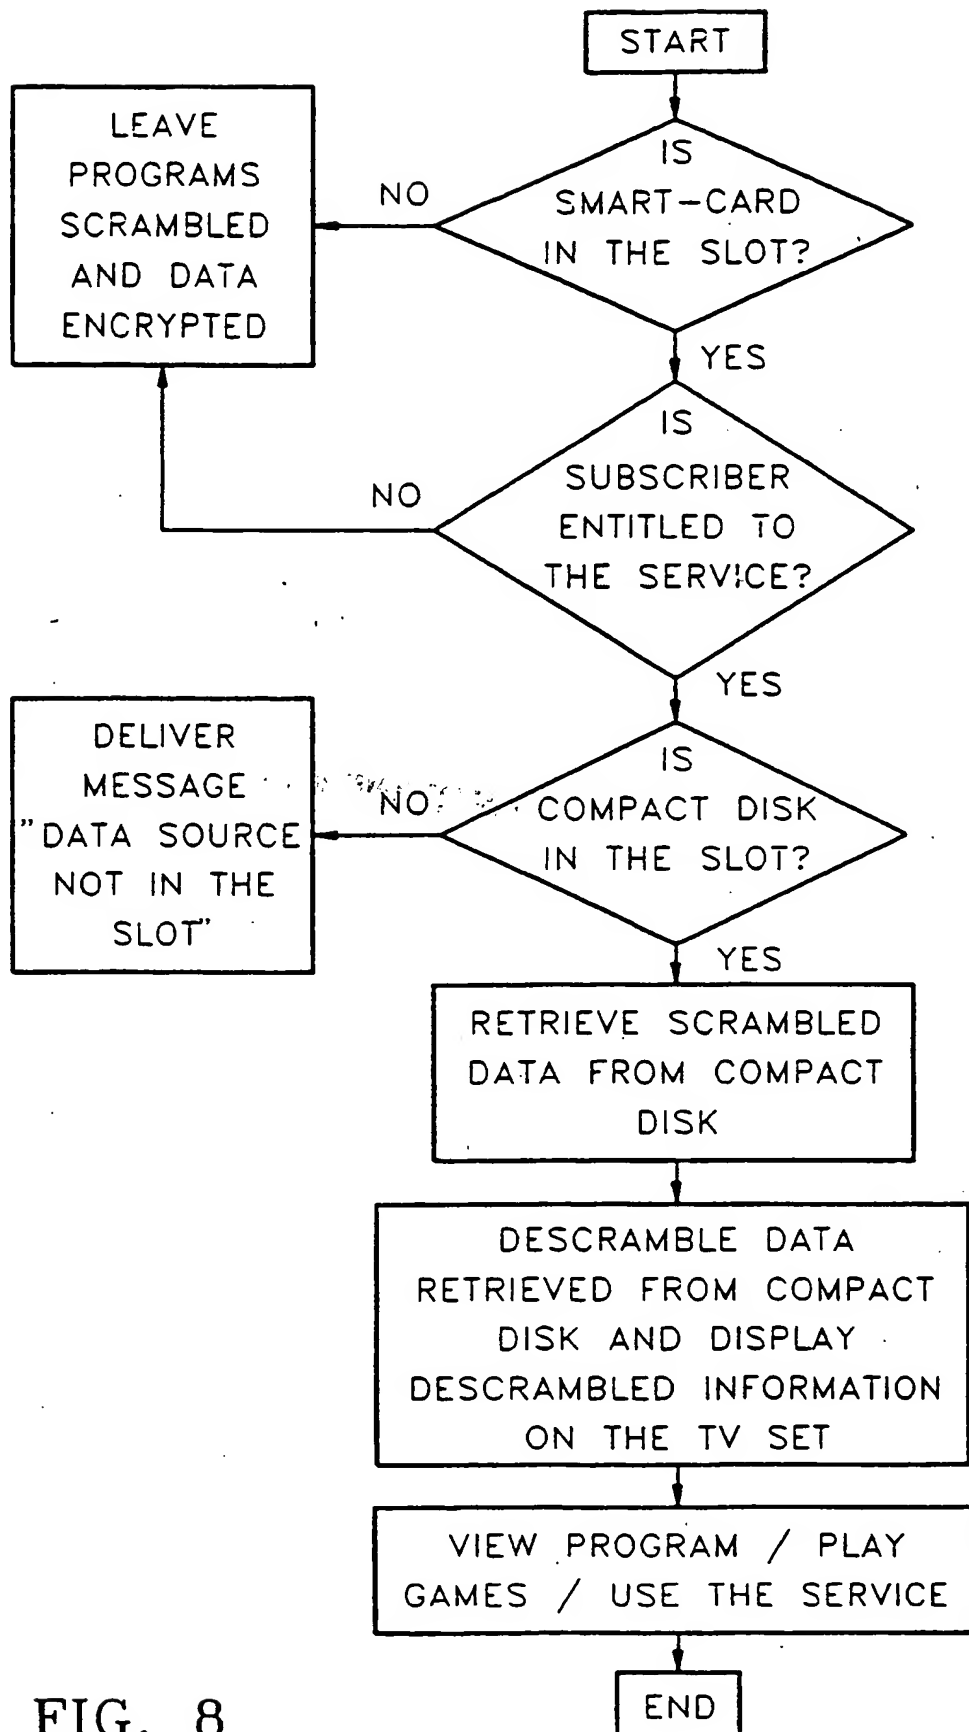 START
LEAVE
PROGRAMS
SCRAMBLED
AND DATA
ENCRYPTED
NO
IS
SMART-CARD
IN THE SLOT?
YES
NO
IS
SUBSCRIBER
ENTITLED TO
THE SERVICE?
YES
DELIVER
MESSAGE
"DATA SOURCE
NOT IN THE
SLOT"
NO
IS
COMPACT DISK
IN THE SLOT?
YES
RETRIEVE SCRAMBLED
DATA FROM COMPACT
DISK
DESCRAMBLE DATA
RETRIEVED FROM COMPACT
DISK AND DISPLAY
DESCRAMBLED INFORMATION
ON THE TV SET
VIEW PROGRAM / PLAY
GAMES / USE THE SERVICE
END
FIG. 8